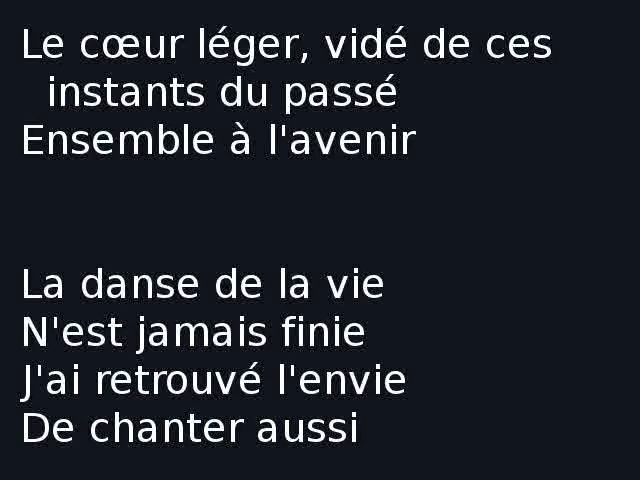 Le cœur léger, vidé de ces
instants du passé
Ensemble à l'avenir
La danse de la vie
N'est jamais finie
J'ai retrouvé l'envie
De chanter aussi